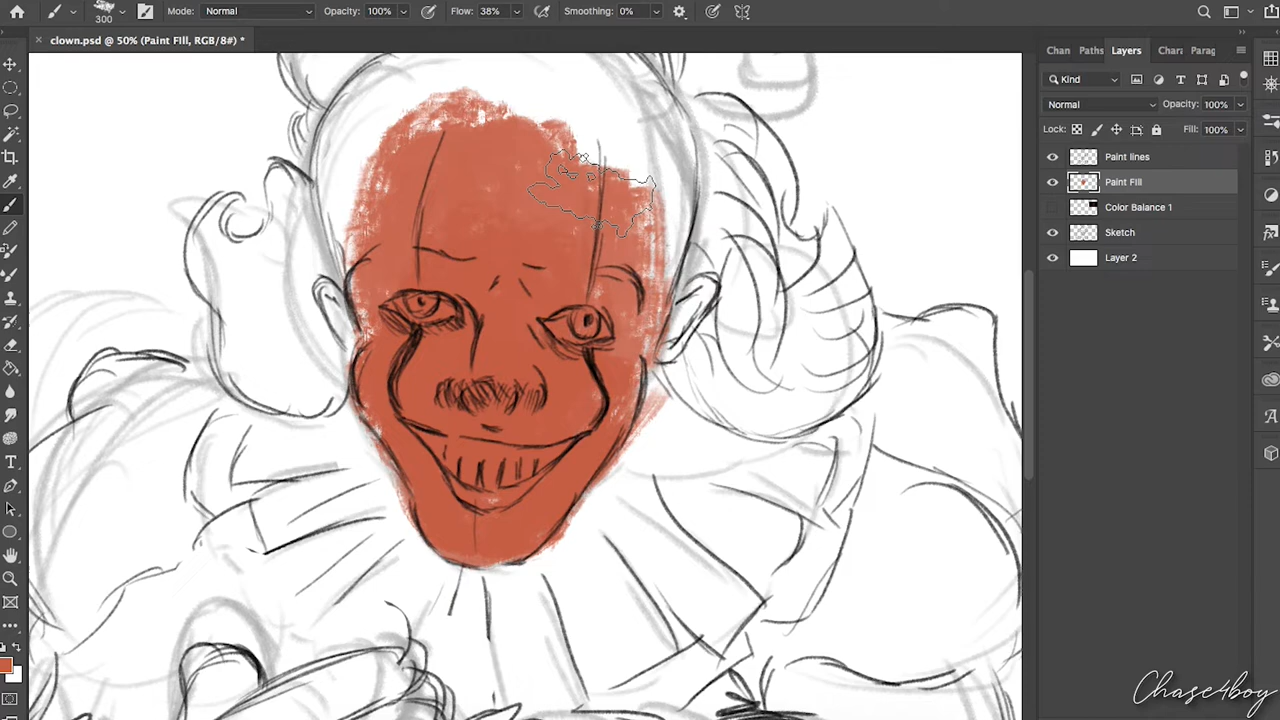 300
Mode: Normal
Opacity: 100%
Flow: 38%
Smoothing: 0%
× clown.psd @ 50% (Paint Fill, RGB/8#) *
Chan Paths Layers Chara Parag
Kind
Normal
Opacity: 100%
Lock:
Fill: 100%
Paint lines
Paint Fill
Color Balance 1
Sketch
Layer 2
Chase4boy